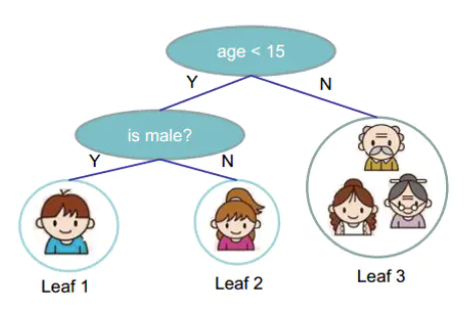 age < 15
Y
N
is male?
Y
N
Leaf 1
Leaf 2
Leaf 3